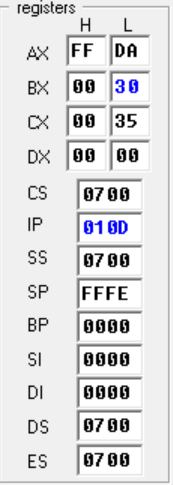 registers
H L
AX FF DA
BX 00 30
CX 00 35
DX 00 00
CS 0700
IP 010D
SS 0700
SP FFFE
BP 0000
SI 0000
DI 0000
DS 0700
ES 0700